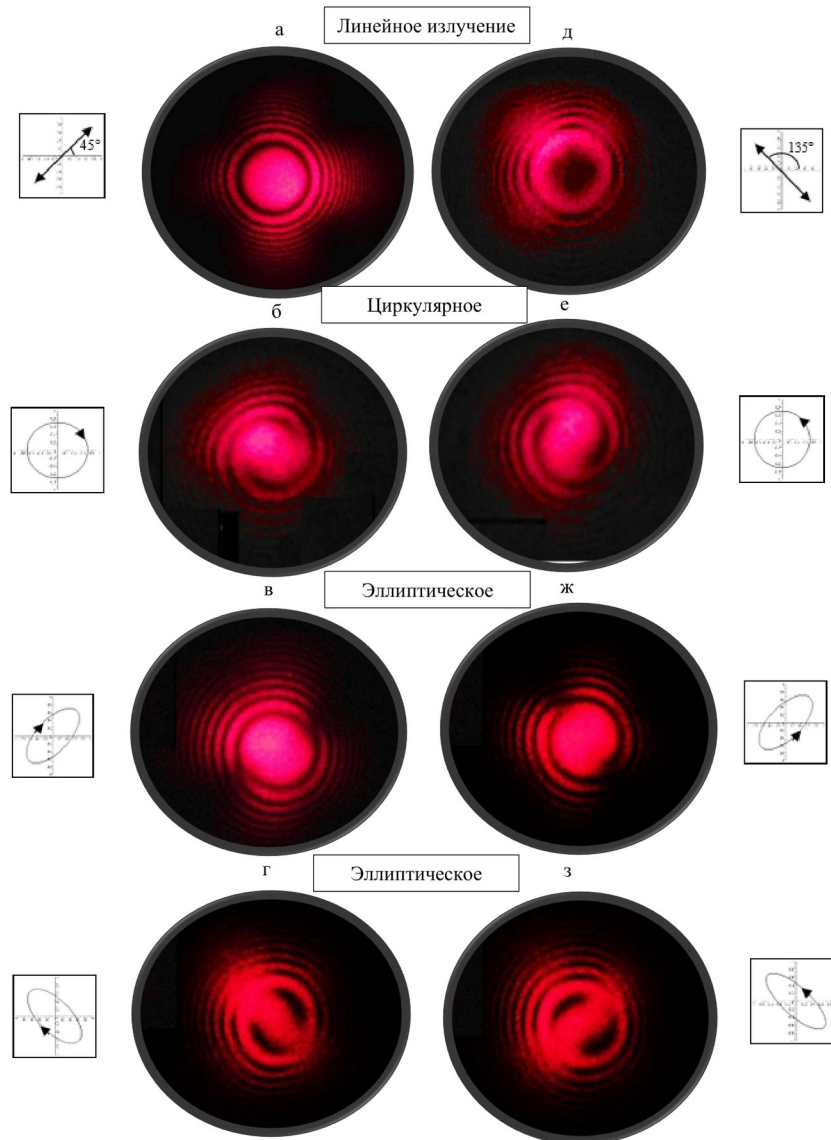 Линейное излучение
а
д
45°
135°
Циркулярное
б
е
Эллиптическое
в
ж
Эллиптическое
г
з